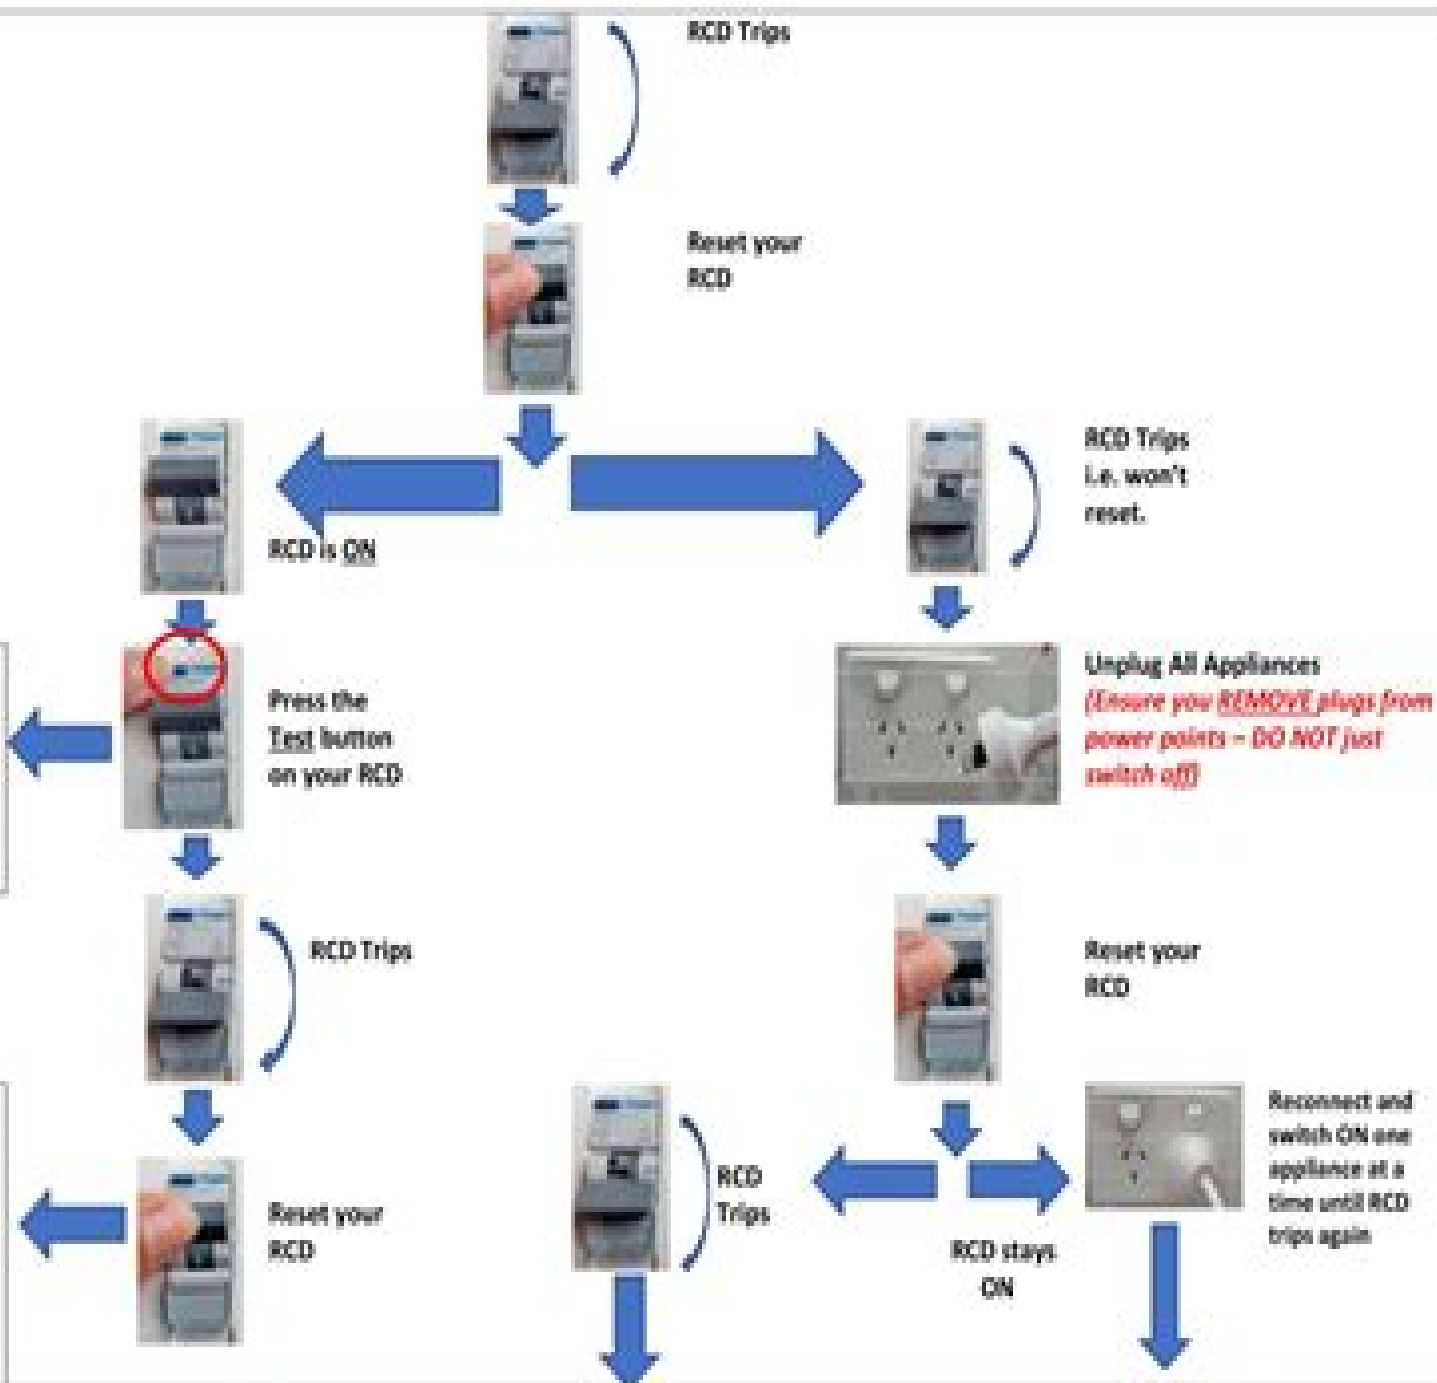 RCD Trips
Reset your
RCD
RCD is ON
RCD Trips
i.e. won't
reset.
Press the
Test button
on your RCD
Unplug All Appliances
(Ensure you REMOVE plugs from
power points – DO NOT just
switch off)
RCD Trips
Reset your
RCD
Reset your
RCD
RCD
Trips
RCD stays
ON
Reconnect and
switch ON one
appliance at a
time until RCD
trips again